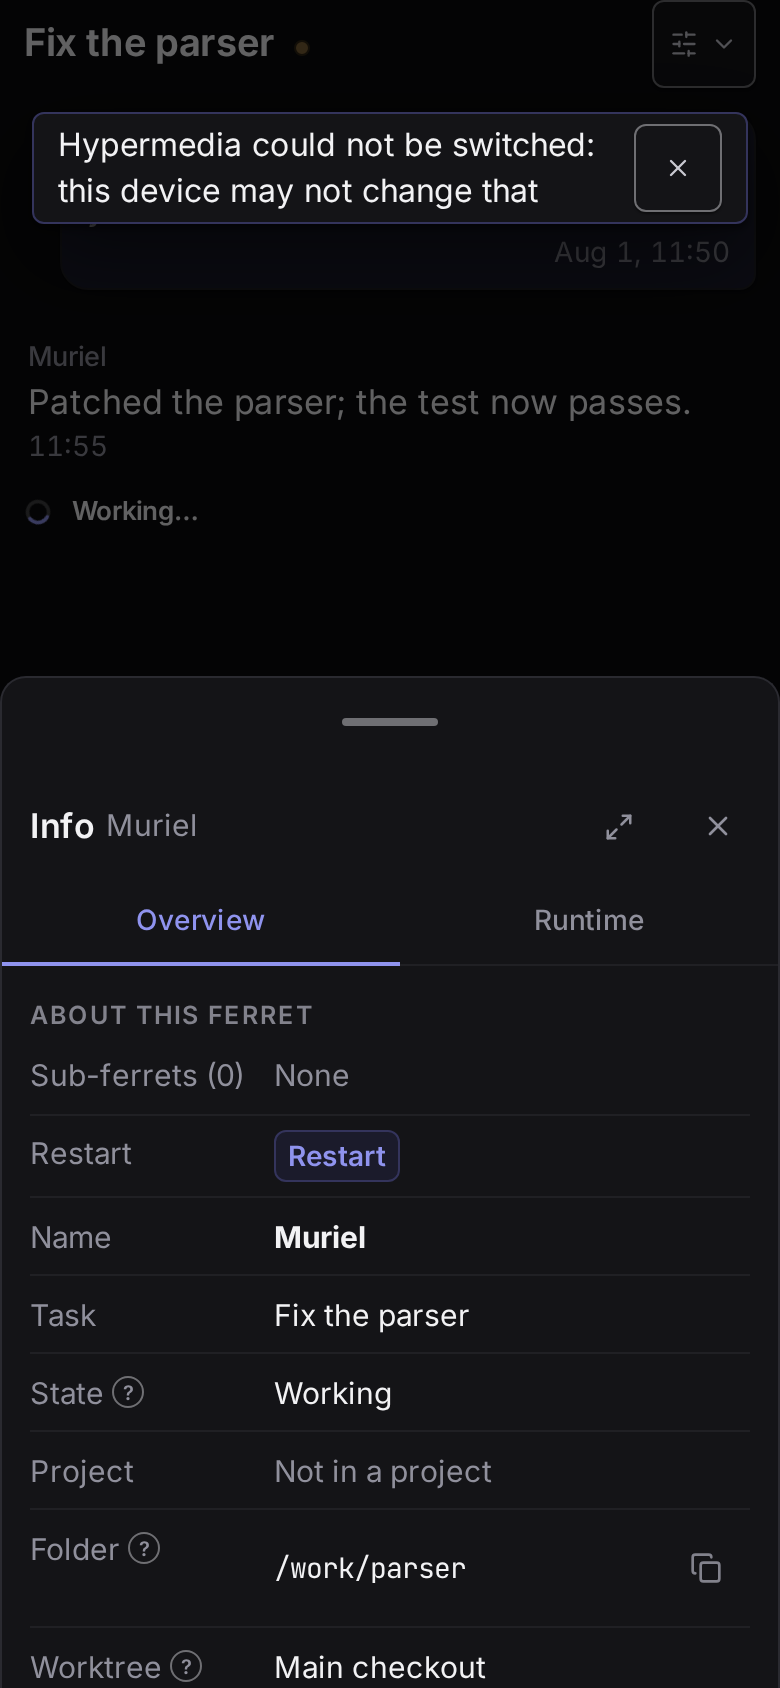 Fix the parser
Hypermedia could not be switched:
this device may not change that
Aug 1, 11:50
Muriel
Patched the parser; the test now passes.
11:55
Working...
Info Muriel
Overview Runtime
ABOUT THIS FERRET
Sub-ferrets (0) None
Restart Restart
Name Muriel
Task Fix the parser
State ? Working
Project Not in a project
Folder ? /work/parser
Worktree ? Main checkout